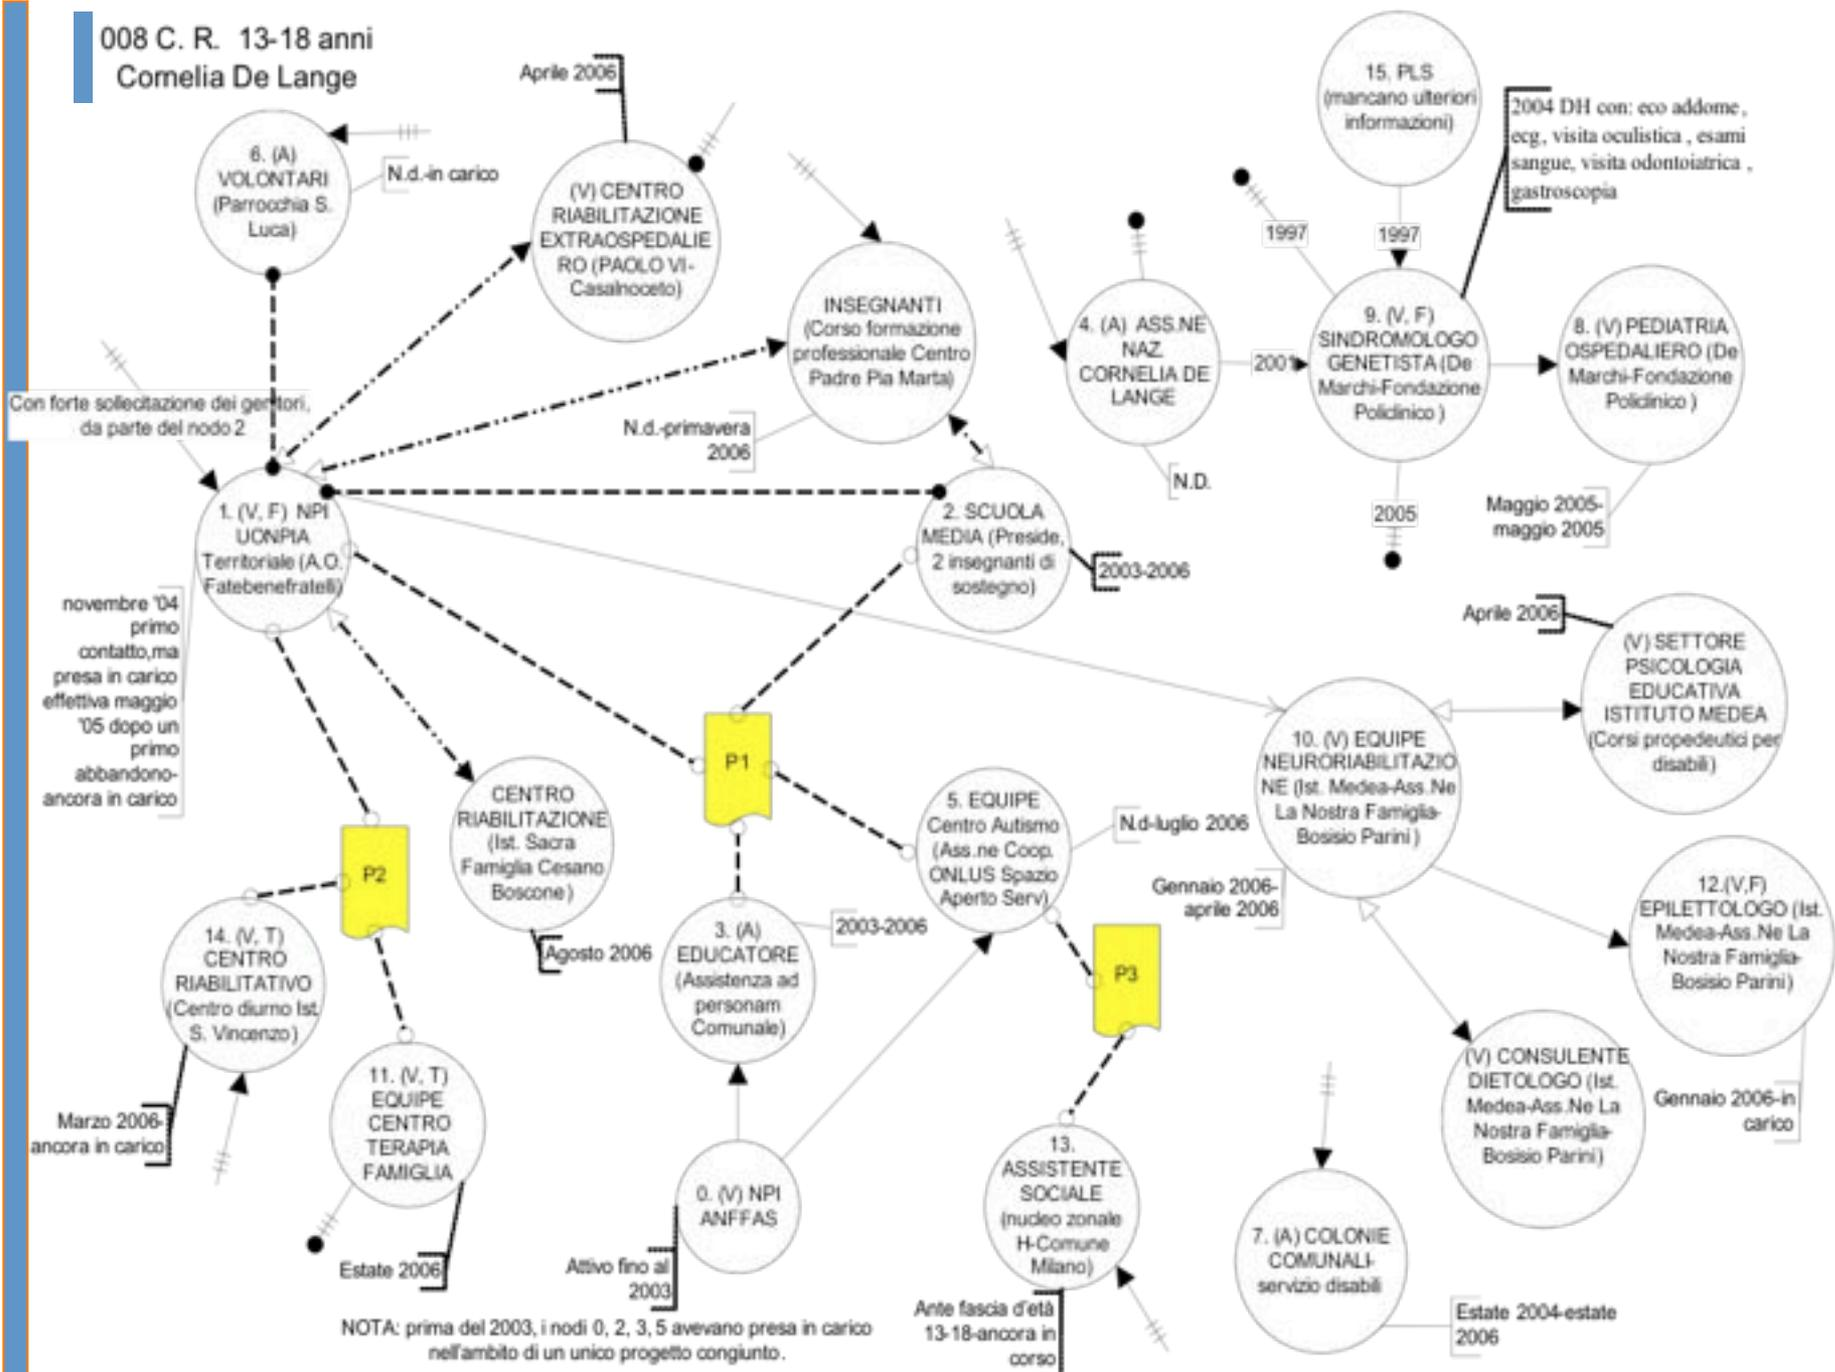 008 C. R. 13-18 anni
Cornelia De Lange
Aprile 2006
6. (A)
VOLONTARI
(Parrocchia S.
Luca)
N.d.-in carico
(V) CENTRO
RIABILITAZIONE
EXTRAOSPEDALIE
RO (PAOLO VI-
Casalnoceto)
INSEGNANTI
(Corso formazione
professionale Centro
Padre Pia Marta)
N.d.-primavera
2006
15. PLS
(mancano ulteriori
informazioni)
2004 DH con: eco addome,
ecg, visita oculistica, esami
sangue, visita odontoiatrica,
gastroscopia
1997
1997
4. (A) ASS.NE
NAZ.
CORNELIA DE
LANGE
N.D.
2001
9. (V, F)
SINDROMOLOGO
GENETISTA (De
Marchi-Fondazione
Policlinico)
2005
8. (V) PEDIATRIA
OSPEDALIERO (De
Marchi-Fondazione
Policlinico)
Maggio 2005-
maggio 2005
Con forte sollecitazione dei genitori,
da parte del nodo 2
1. (V, F) NPI
UONPIA
Territoriale (A.O.
Fatebenefratelli)
novembre '04
primo
contatto,ma
presa in carico
effettiva maggio
'05 dopo un
primo
abbandono-
ancora in carico
2. SCUOLA
MEDIA (Preside,
2 insegnanti di
sostegno)
2003-2006
Aprile 2006
(V) SETTORE
PSICOLOGIA
EDUCATIVA
ISTITUTO MEDEA
(Corsi propedeutici per
disabili)
10. (V) EQUIPE
NEURORIABILITAZIO
NE (Ist. Medea-Ass.Ne
La Nostra Famiglia-
Bosisio Parini)
Gennaio 2006-
aprile 2006
P1
P2
P3
CENTRO
RIABILITAZIONE
(Ist. Sacra
Famiglia Cesano
Boscone)
Agosto 2006
5. EQUIPE
Centro Autismo
(Ass.ne Coop.
ONLUS Spazio
Aperto Serv)
N.d-luglio 2006
3. (A)
EDUCATORE
(Assistenza ad
personam
Comunale)
2003-2006
14. (V, T)
CENTRO
RIABILITATIVO
(Centro diurno Ist.
S. Vincenzo)
Marzo 2006-
ancora in carico
11. (V, T)
EQUIPE
CENTRO
TERAPIA
FAMIGLIA
Estate 2006
0. (V) NPI
ANFFAS
Attivo fino al
2003
13.
ASSISTENTE
SOCIALE
(nucleo zonale
H-Comune
Milano)
Ante fascia d'età
13-18-ancora in
corso
12.(V,F)
EPILETTOLOGO (Ist.
Medea-Ass.Ne La
Nostra Famiglia-
Bosisio Parini)
Gennaio 2006-in
carico
(V) CONSULENTE
DIETOLOGO (Ist.
Medea-Ass.Ne La
Nostra Famiglia-
Bosisio Parini)
7. (A) COLONIE
COMUNALI-
servizio disabili
Estate 2004-estate
2006
NOTA: prima del 2003, i nodi 0, 2, 3, 5 avevano presa in carico
nell'ambito di un unico progetto congiunto.